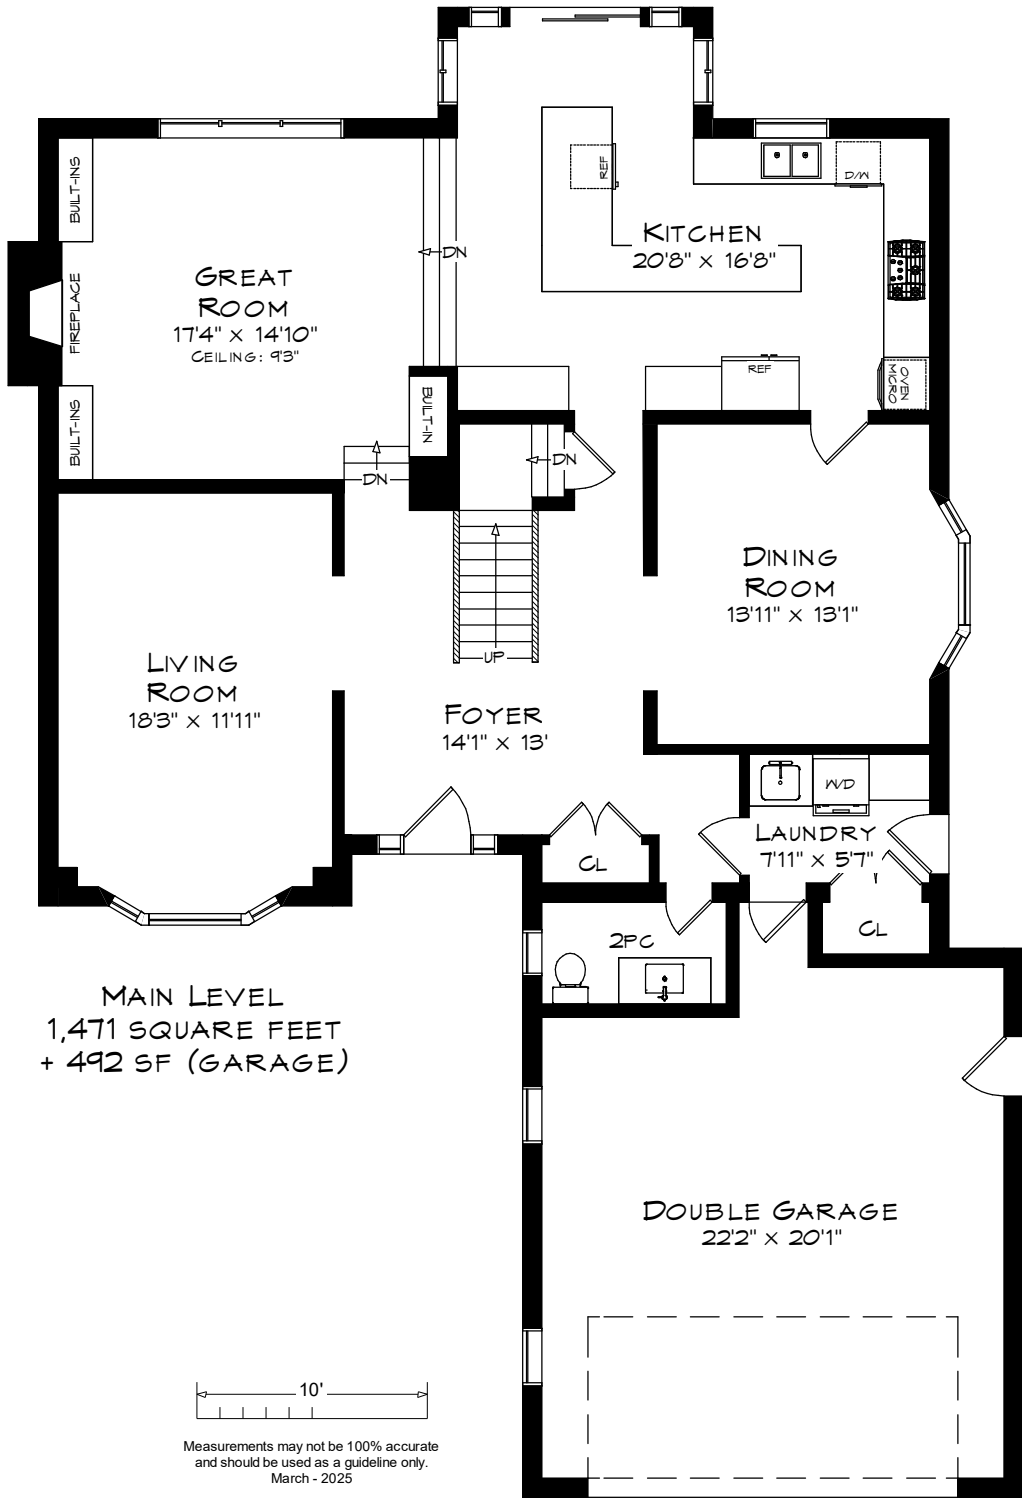 BUILT-INS
FIREPLACE
BUILT-INS
GREAT
ROOM
17'4" x 14'10"
CEILING: 9'3"
DN
BUILT-IN
DN
REF
D/W
KITCHEN
20'8" x 16'8"
REF
OVEN
MICRO
DN
UP
DINING
ROOM
13'11" x 13'1"
LIVING
ROOM
18'3" x 11'11"
FOYER
14'1" x 13'
W/D
LAUNDRY
7'11" x 5'7"
CL
CL
2PC
MAIN LEVEL
1,471 SQUARE FEET
+ 492 SF (GARAGE)
DOUBLE GARAGE
22'2" x 20'1"
10'
Measurements may not be 100% accurate
and should be used as a guideline only.
March - 2025